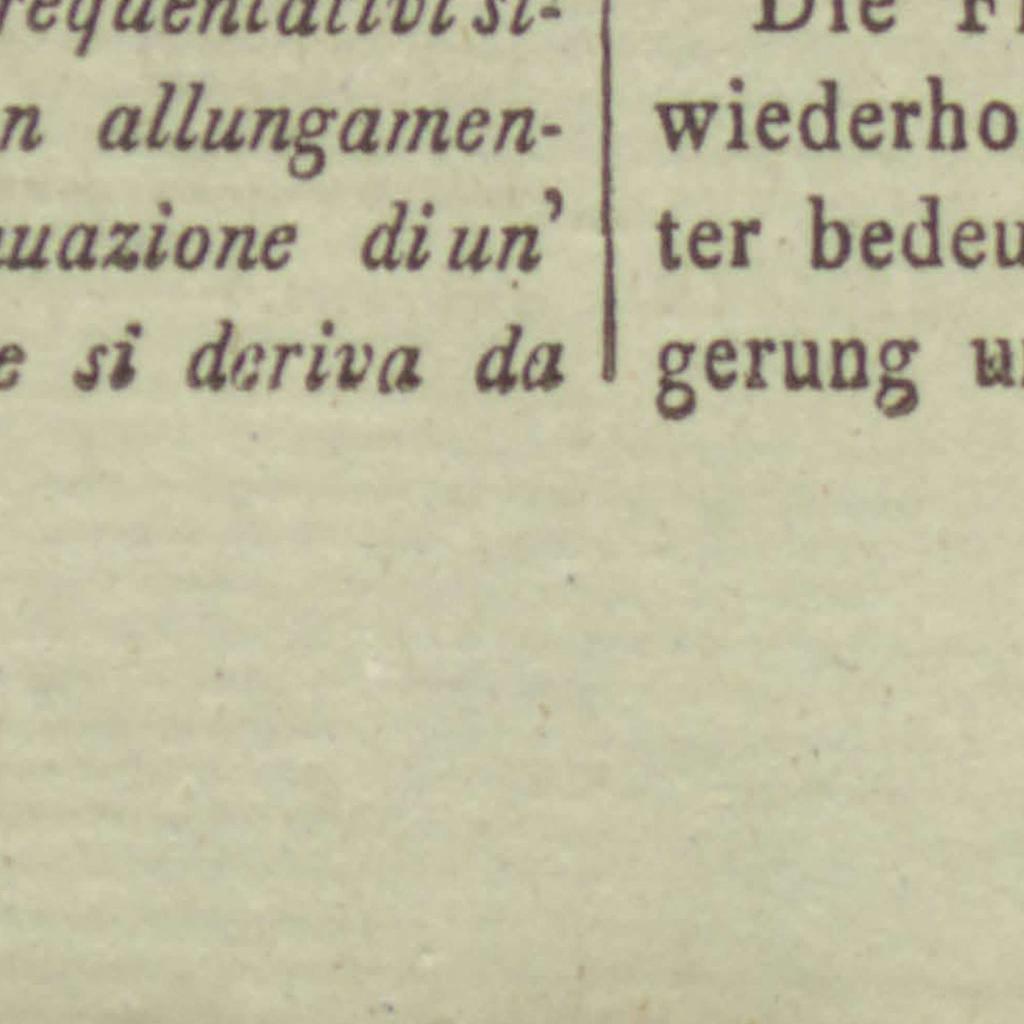 requentativi si-
n allungamen-
uazione di un'
e si deriva da
Die F
wiederho
ter bedeu
gerung u